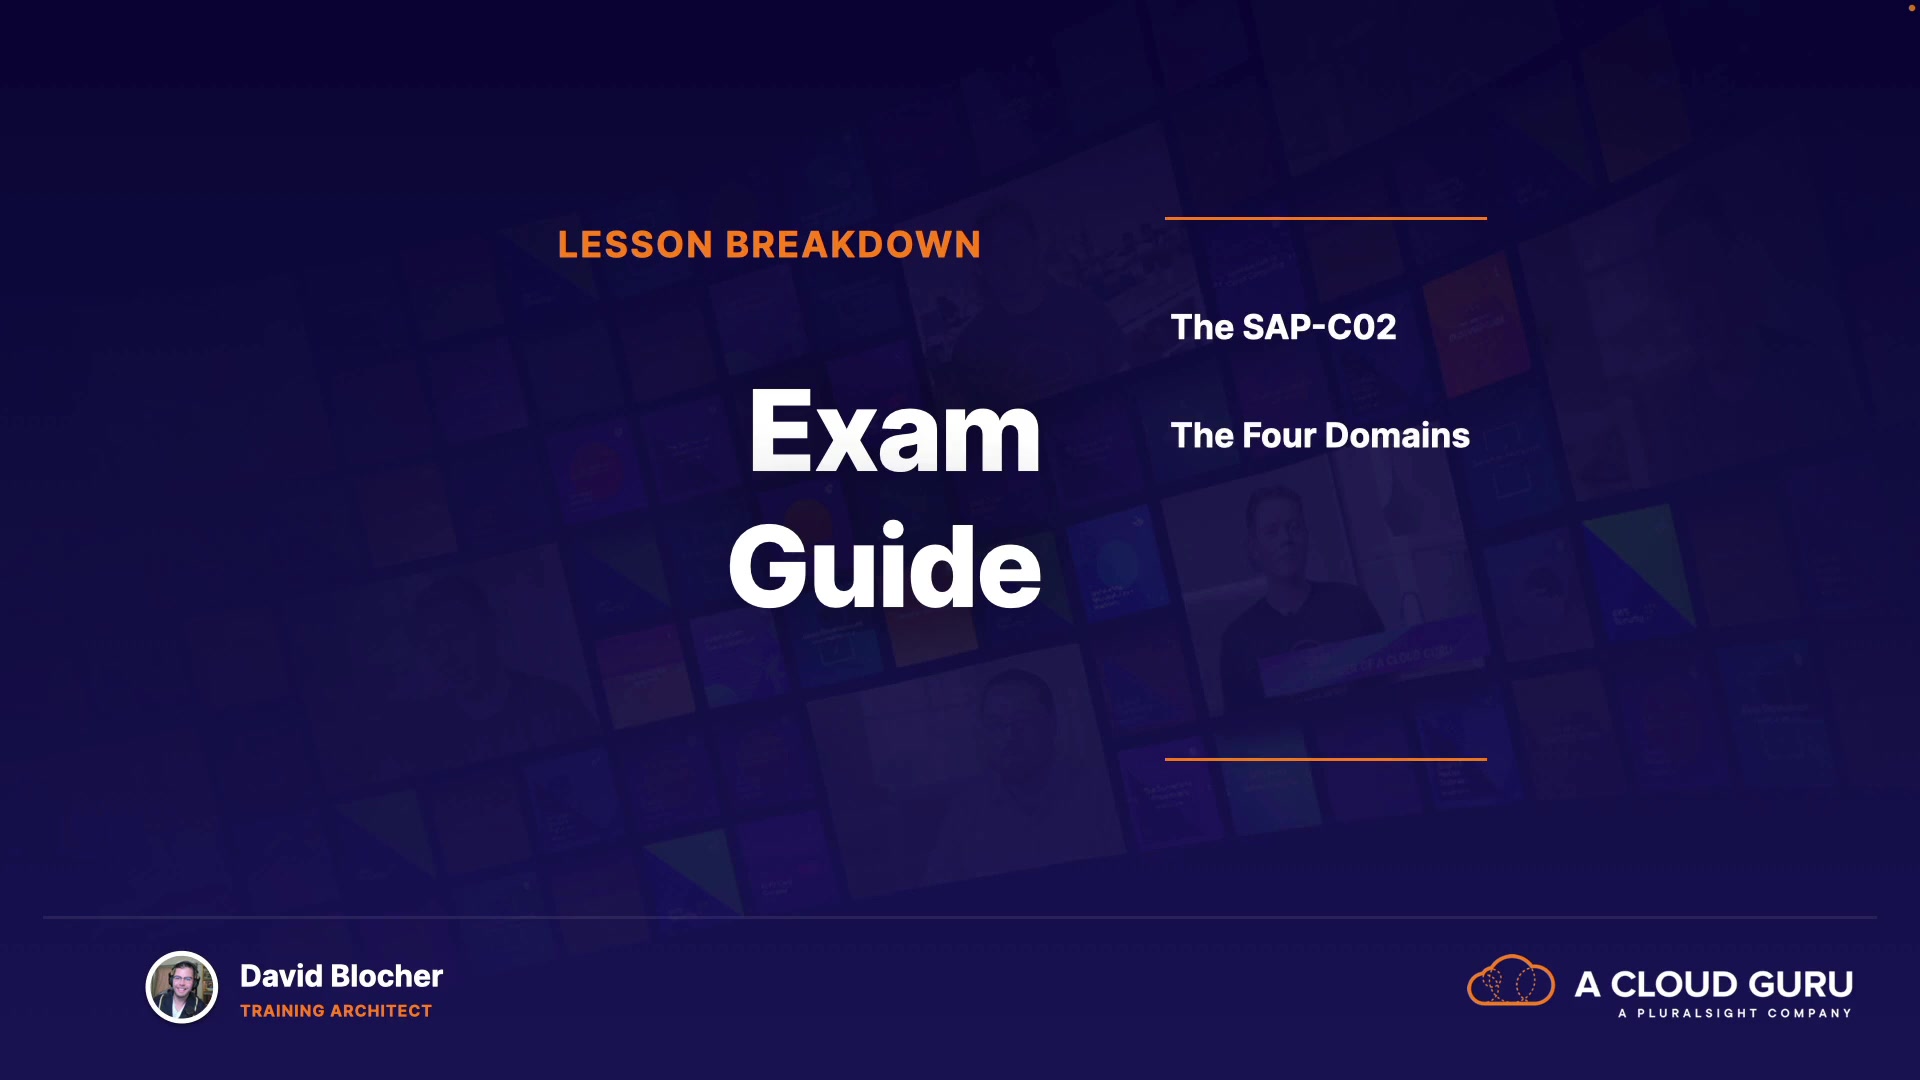 LESSON BREAKDOWN
Exam
Guide
The SAP-C02
The Four Domains
David Blocher
TRAINING ARCHITECT
A CLOUD GURU
A PLURALSIGHT COMPANY